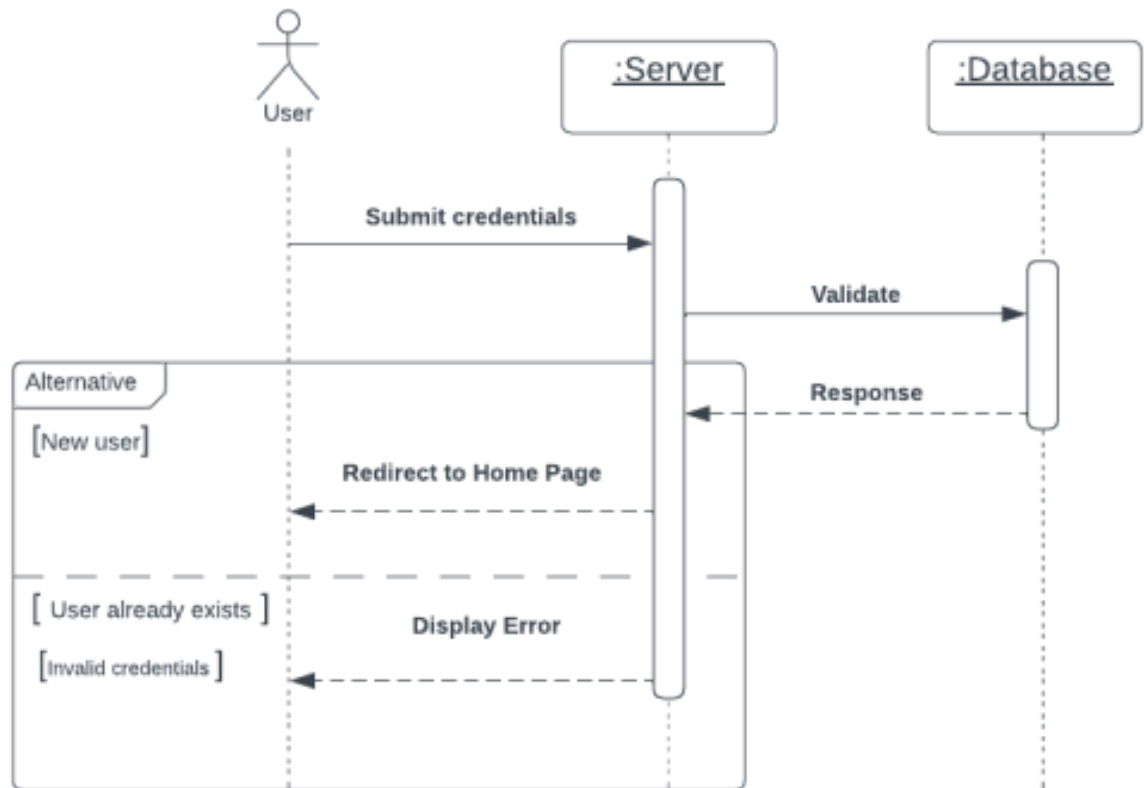 User
:Server
:Database
Submit credentials
Validate
Alternative
Response
[New user]
Redirect to Home Page
[ User already exists ]
Display Error
[Invalid credentials ]